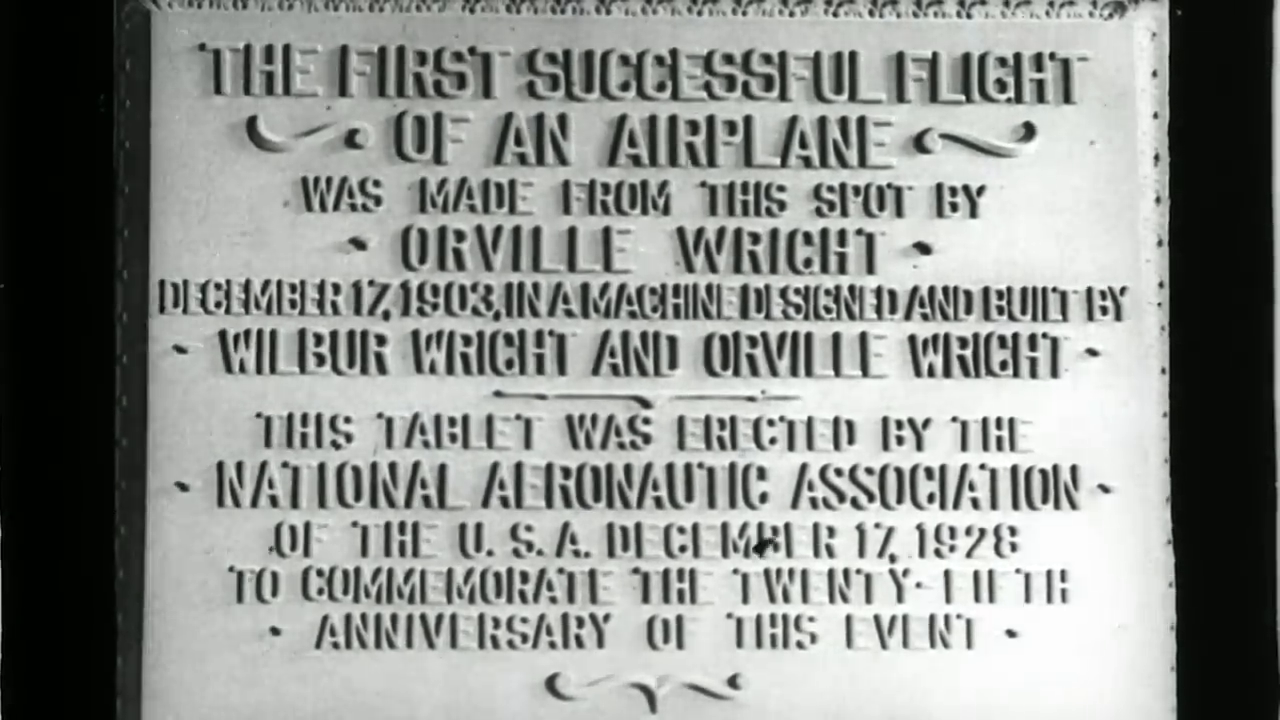 THE FIRST SUCCESSFUL FLIGHT
OF AN AIRPLANE
WAS MADE FROM THIS SPOT BY
· ORVILLE WRIGHT ·
DECEMBER 17, 1903, IN A MACHINE DESIGNED AND BUILT BY
· WILBUR WRIGHT AND ORVILLE WRIGHT ·
THIS TABLET WAS ERECTED BY THE
· NATIONAL AERONAUTIC ASSOCIATION ·
OF THE U. S. A. DECEMBER 17, 1928
TO COMMEMORATE THE TWENTY-FIFTH
· ANNIVERSARY OF THIS EVENT ·